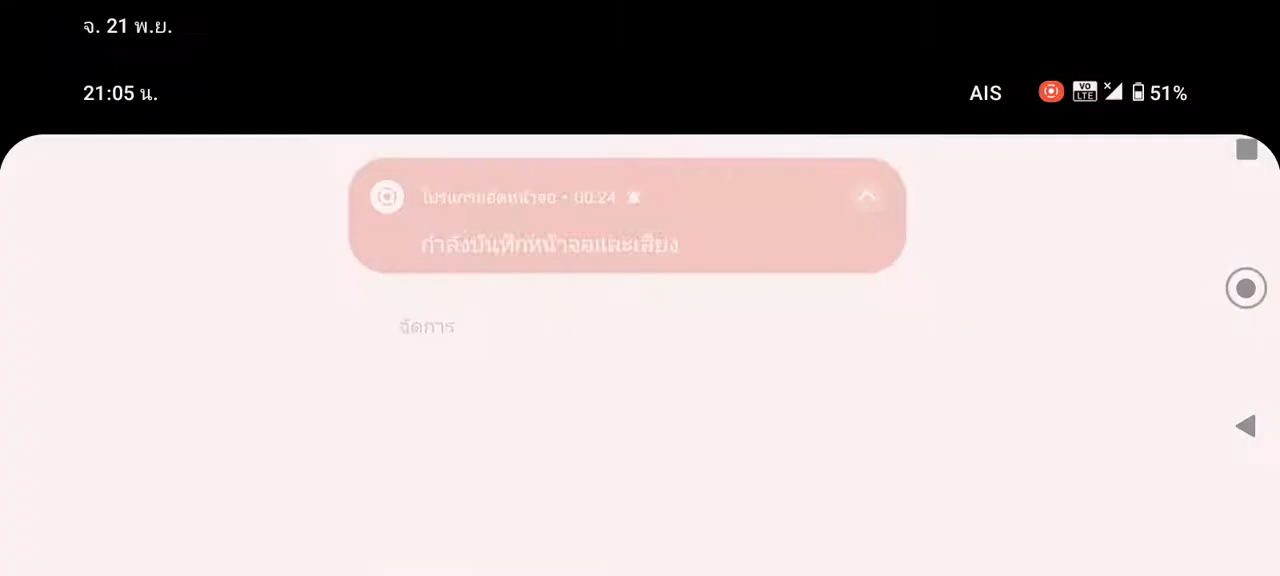 จ. 21 พ.ย.
21:05 น.
AIS
VO LTE
51%
โปรแกรมอัดหน้าจอ • 00:24
กำลังบันทึกหน้าจอและเสียง
จัดการ